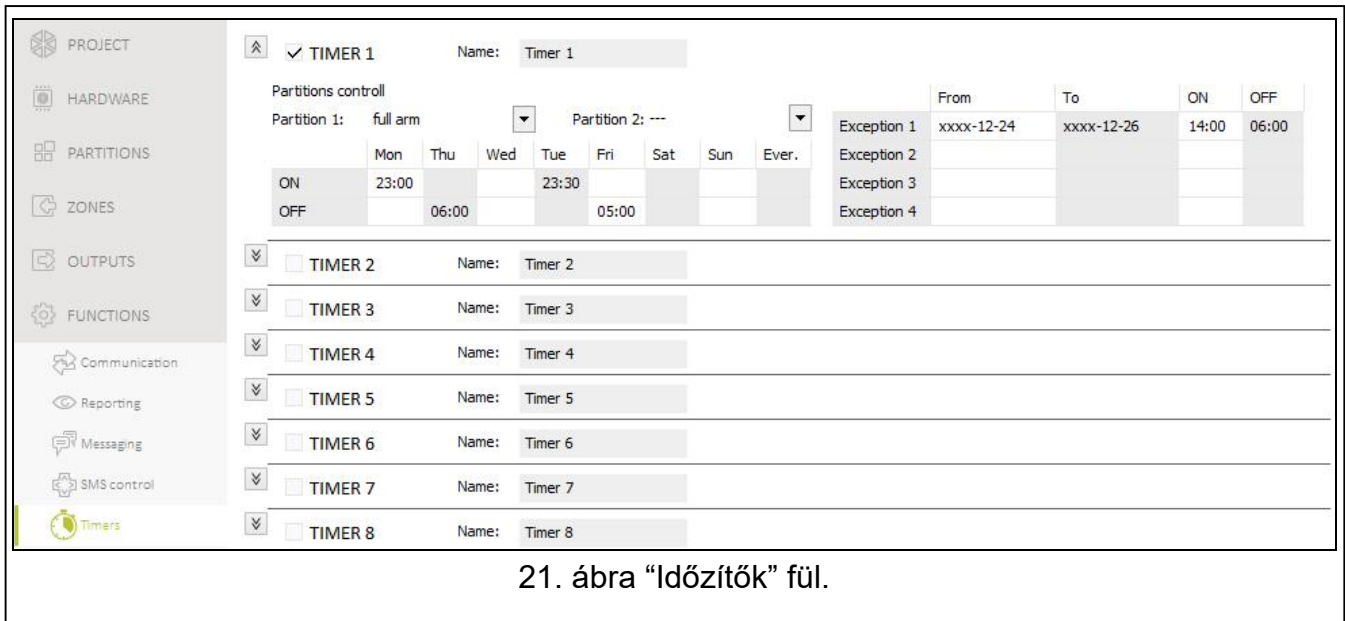 PROJECT
HARDWARE
PARTITIONS
ZONES
OUTPUTS
FUNCTIONS
Communication
Reporting
Messaging
SMS control
Timers
TIMER 1 Name: Timer 1
Partitions controll
Partition 1: full arm Partition 2: ---
Mon Thu Wed Tue Fri Sat Sun Ever.
ON 23:00 23:30
OFF 06:00 05:00
From To ON OFF
Exception 1 xxxx-12-24 xxxx-12-26 14:00 06:00
Exception 2
Exception 3
Exception 4
TIMER 2 Name: Timer 2
TIMER 3 Name: Timer 3
TIMER 4 Name: Timer 4
TIMER 5 Name: Timer 5
TIMER 6 Name: Timer 6
TIMER 7 Name: Timer 7
TIMER 8 Name: Timer 8
21. ábra “Időzítők” fül.